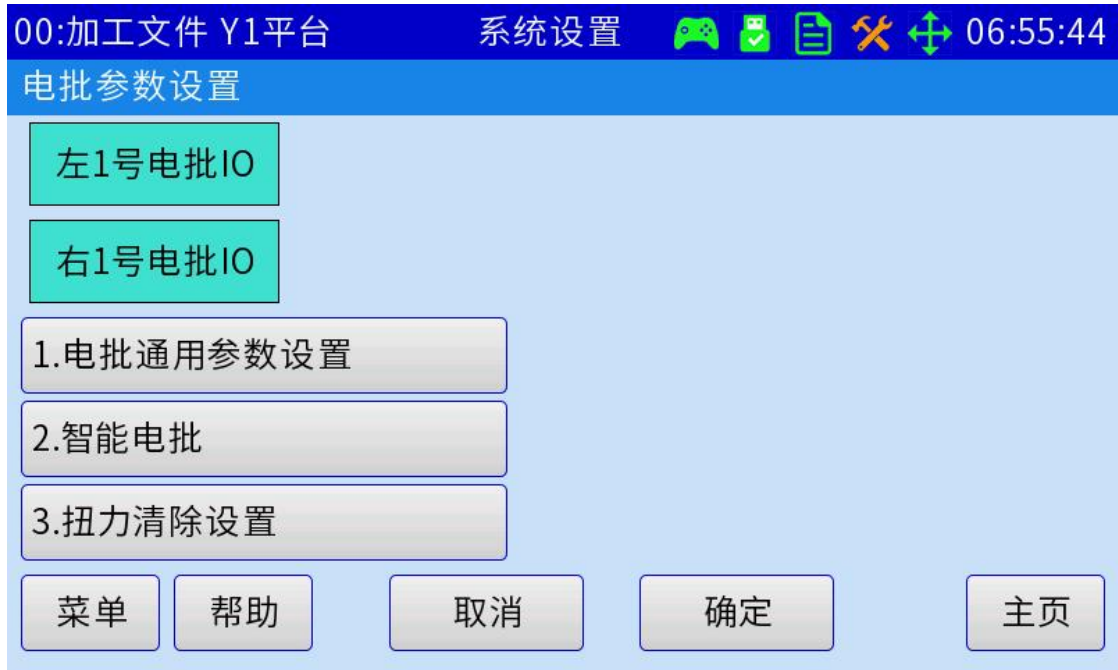 00:加工文件 Y1平台 系统设置 06:55:44
电批参数设置
左1号电批IO
右1号电批IO
1.电批通用参数设置
2.智能电批
3.扭力清除设置
菜单 帮助 取消 确定 主页